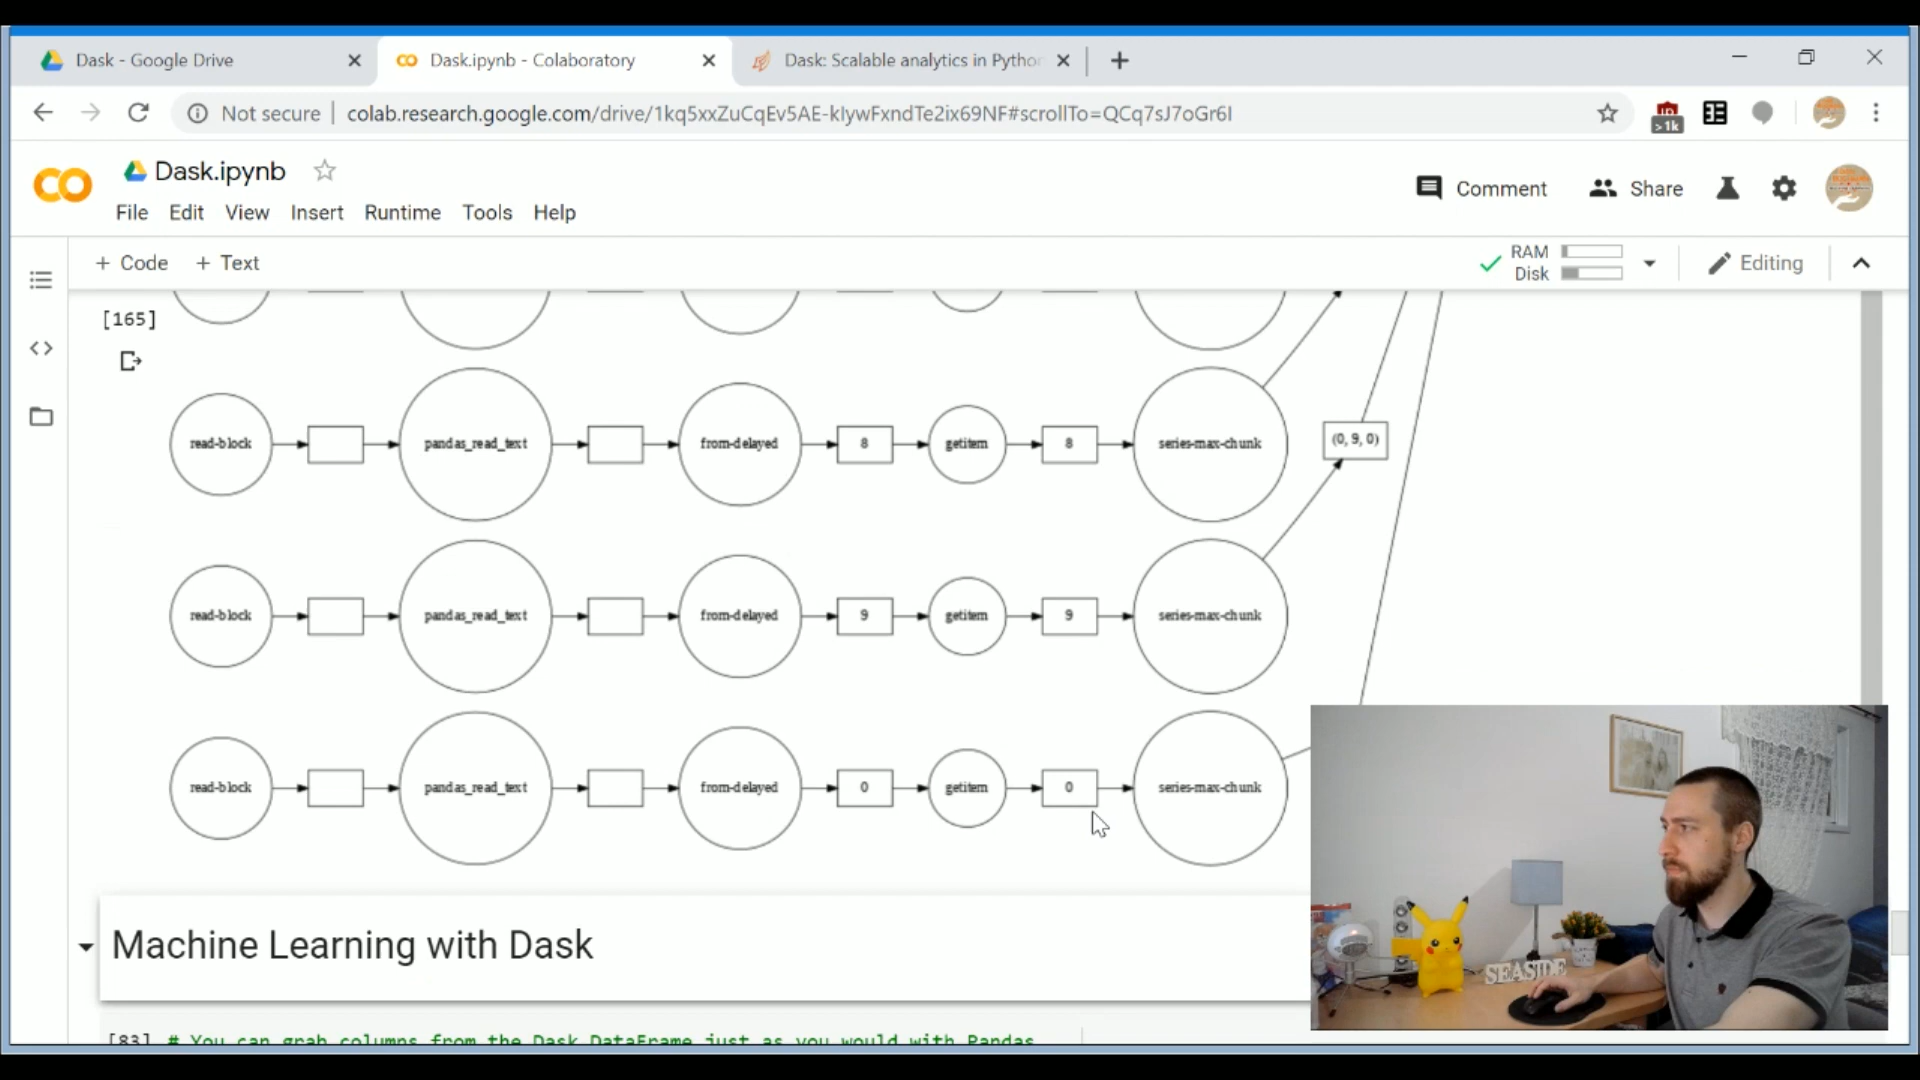 Dask - Google Drive
Dask.ipynb - Colaboratory
Dask: Scalable analytics in Pytho
Not secure
colab.research.google.com/drive/1kq5xxZuCqEv5AE-kIywFxndTe2ix69NF#scrollTo=QCq7sJ7oGr6I
>1k
Dask.ipynb
Comment
Share
File Edit View Insert Runtime Tools Help
+ Code + Text
RAM
Disk
Editing
[165]
read-block pandas_read_text from-delayed 8 getitem 8 series-max-chunk (0, 9, 0)
read-block pandas_read_text from-delayed 9 getitem 9 series-max-chunk
read-block pandas_read_text from-delayed 0 getitem 0 series-max-chunk
Machine Learning with Dask
SEASIDE
[83] # You can grab columns from the Dask DataFrame just as you would with Pandas